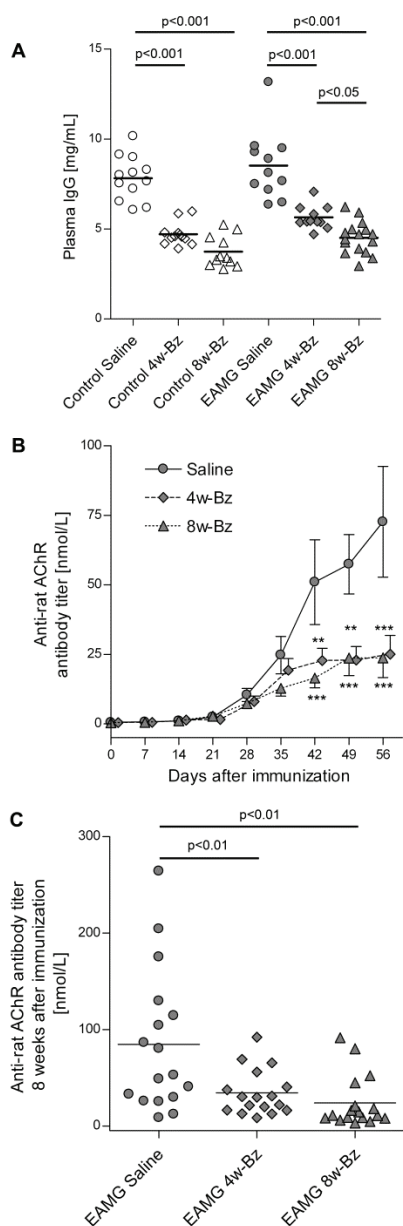 A
p<0.001 p<0.001
p<0.001 p<0.001
p<0.05
Plasma IgG [mg/mL]
15
10
5
0
Control Saline
Control 4w-Bz
Control 8w-Bz
EAMG Saline
EAMG 4w-Bz
EAMG 8w-Bz
B
Anti-rat AChR
antibody titer [nmol/L]
100
75
50
25
0
Saline
4w-Bz
8w-Bz
** ** ***
*** *** ***
0 7 14 21 28 35 42 49 56
Days after immunization
C
p<0.01
p<0.01
Anti-rat AChR antibody titer
8 weeks after immunization
[nmol/L]
300
200
100
0
EAMG Saline
EAMG 4w-Bz
EAMG 8w-Bz